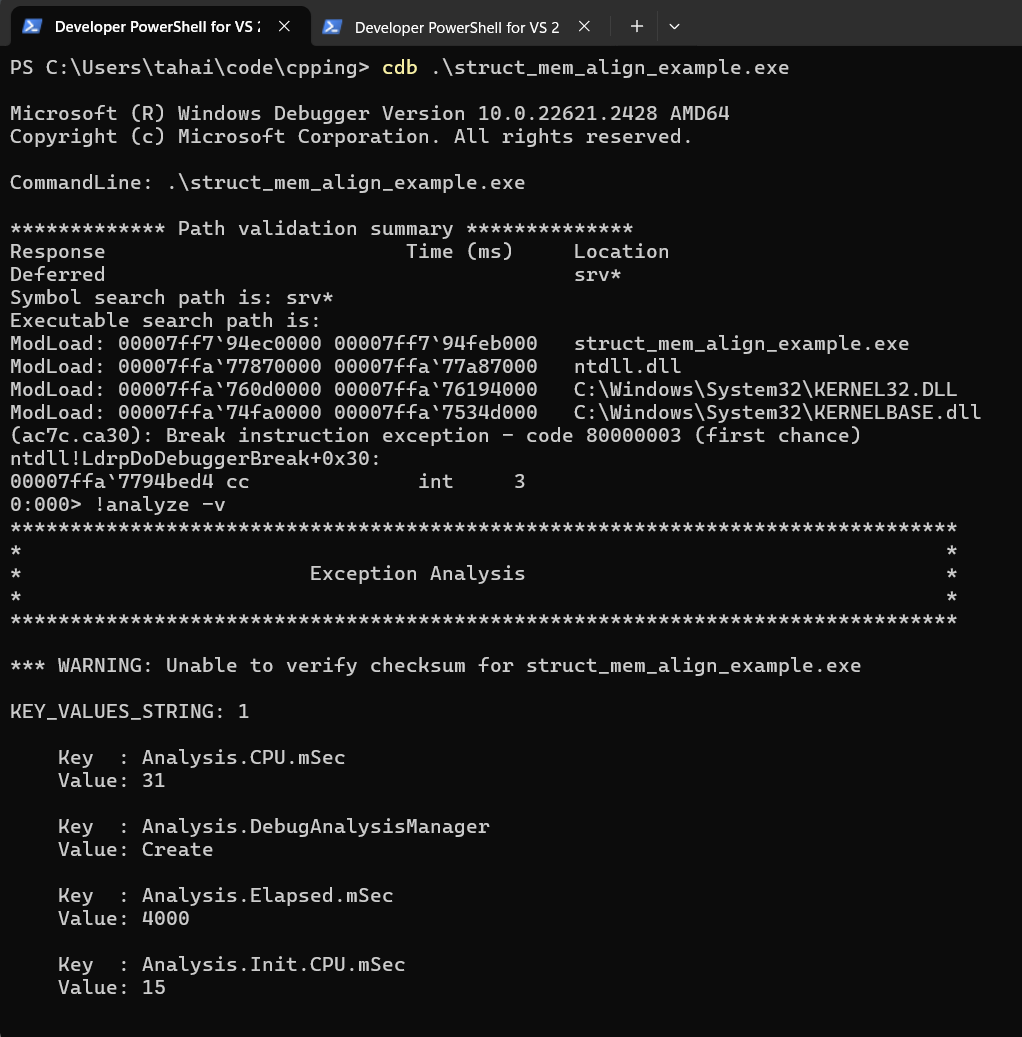 Developer PowerShell for VS 2
Developer PowerShell for VS 2
PS C:\Users\tahai\code\cpping> cdb .\struct_mem_align_example.exe
Microsoft (R) Windows Debugger Version 10.0.22621.2428 AMD64
Copyright (c) Microsoft Corporation. All rights reserved.
CommandLine: .\struct_mem_align_example.exe
************* Path validation summary **************
Response                         Time (ms)     Location
Deferred                                       srv*
Symbol search path is: srv*
Executable search path is:
ModLoad: 00007ff7`94ec0000 00007ff7`94feb000   struct_mem_align_example.exe
ModLoad: 00007ffa`77870000 00007ffa`77a87000   ntdll.dll
ModLoad: 00007ffa`760d0000 00007ffa`76194000   C:\Windows\System32\KERNEL32.DLL
ModLoad: 00007ffa`74fa0000 00007ffa`7534d000   C:\Windows\System32\KERNELBASE.dll
(ac7c.ca30): Break instruction exception - code 80000003 (first chance)
ntdll!LdrpDoDebuggerBreak+0x30:
00007ffa`7794bed4 cc              int     3
0:000> !analyze -v
*******************************************************************************
*                                                                             *
*                        Exception Analysis                                   *
*                                                                             *
*******************************************************************************
*** WARNING: Unable to verify checksum for struct_mem_align_example.exe
KEY_VALUES_STRING: 1
    Key  : Analysis.CPU.mSec
    Value: 31
    Key  : Analysis.DebugAnalysisManager
    Value: Create
    Key  : Analysis.Elapsed.mSec
    Value: 4000
    Key  : Analysis.Init.CPU.mSec
    Value: 15